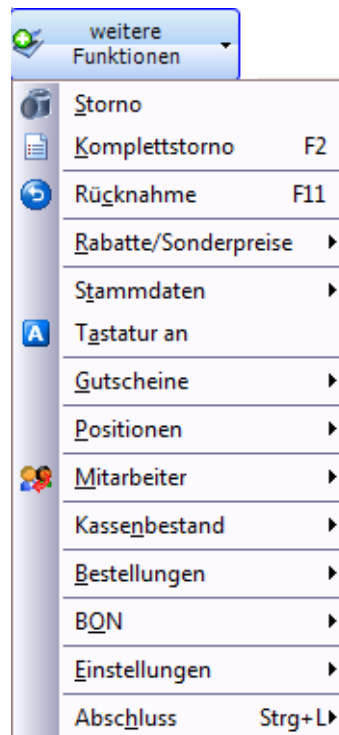 weitere
Funktionen
Storno
Komplettstorno F2
Rücknahme F11
Rabatte/Sonderpreise
Stammdaten
A Tastatur an
Gutscheine
Positionen
Mitarbeiter
Kassenbestand
Bestellungen
BON
Einstellungen
Abschluss Strg+L